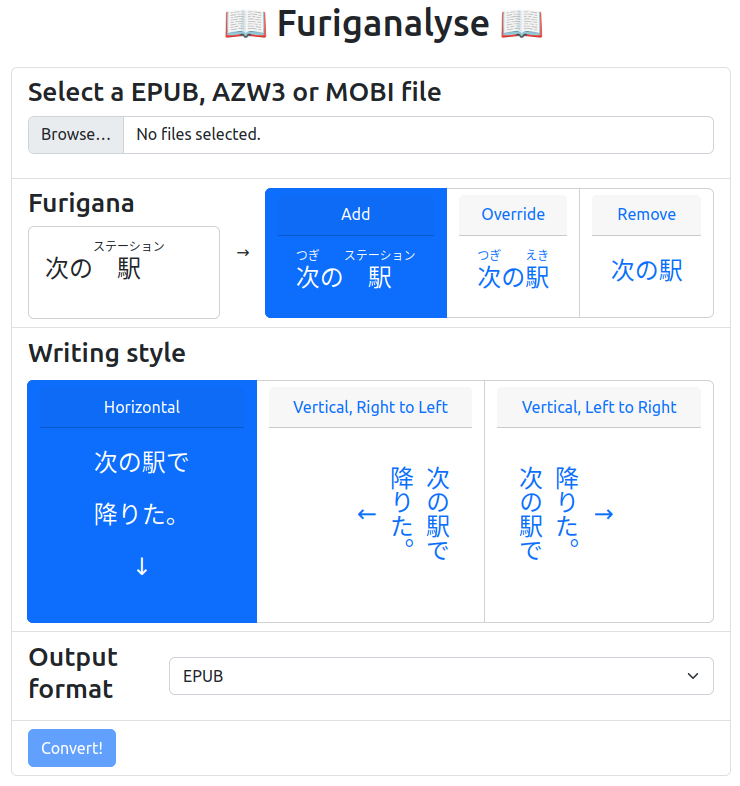 📖 Furiganalyse 📖
Select a EPUB, AZW3 or MOBI file
Browse... No files selected.
Furigana
ステーション
次の 駅
→
Add
つぎ ステーション
次の 駅
Override
つぎ えき
次の駅
Remove
次の駅
Writing style
Horizontal
次の駅で
降りた。
↓
Vertical, Right to Left
次の駅で
降りた。
←
Vertical, Left to Right
次の駅で
降りた。
→
Output
format
EPUB
Convert!